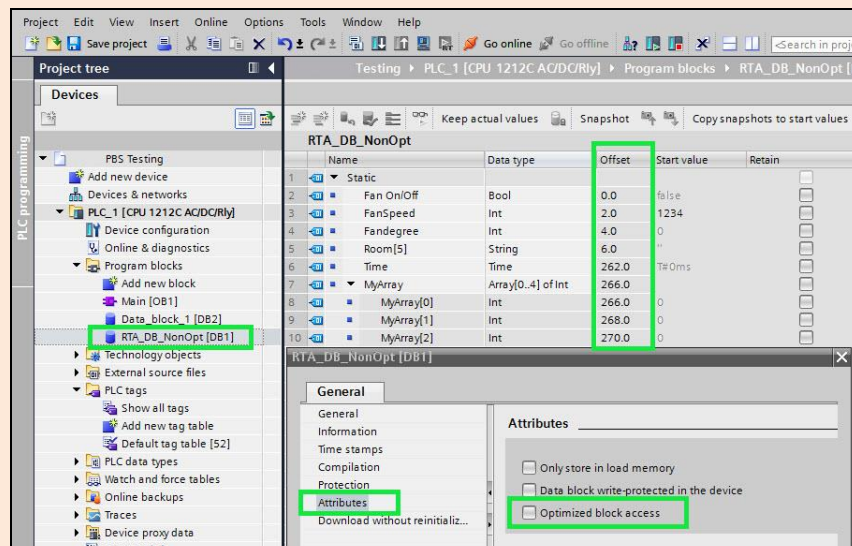 Project Edit View Insert Online Options Tools Window Help
Save project Go online Go offline <Search in proj
Project tree
Testing PLC_1 [CPU 1212C AC/DC/Rly] Program blocks RTA_DB_NonOpt [
Devices
Keep actual values Snapshot Copy snapshots to start values
PLC programming
RTA_DB_NonOpt
Name Data type Offset Start value Retain
1 Static
2 Fan On/Off Bool 0.0 false
3 FanSpeed Int 2.0 1234
4 Fandegree Int 4.0 0
5 Room[5] String 6.0 ''
6 Time Time 262.0 T#0ms
7 MyArray Array[0..4] of Int 266.0
8 MyArray[0] Int 266.0 0
9 MyArray[1] Int 268.0 0
10 MyArray[2] Int 270.0 0
PBS Testing
Add new device
Devices & networks
PLC_1 [CPU 1212C AC/DC/Rly]
Device configuration
Online & diagnostics
Program blocks
Add new block
Main [OB1]
Data_block_1 [DB2]
RTA_DB_NonOpt [DB1]
Technology objects
External source files
PLC tags
Show all tags
Add new tag table
Default tag table [52]
PLC data types
Watch and force tables
Online backups
Traces
Device proxy data
RTA_DB_NonOpt [DB1]
General
General
Information
Time stamps
Compilation
Protection
Attributes
Download without reinitializ...
Attributes
Only store in load memory
Data block write-protected in the device
Optimized block access